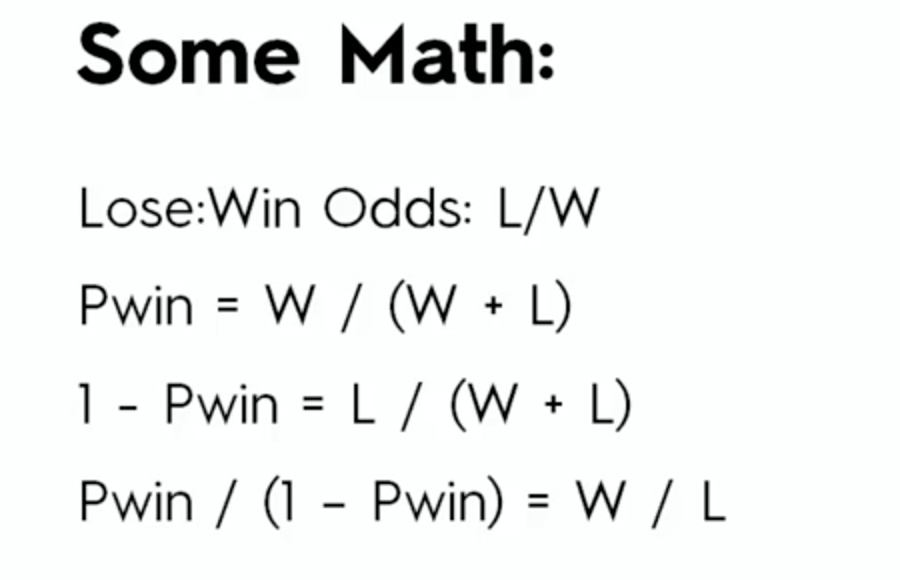 Some Math:
Lose:Win Odds: L/W
Pwin = W / (W + L)
1 - Pwin = L / (W + L)
Pwin / (1 - Pwin) = W / L